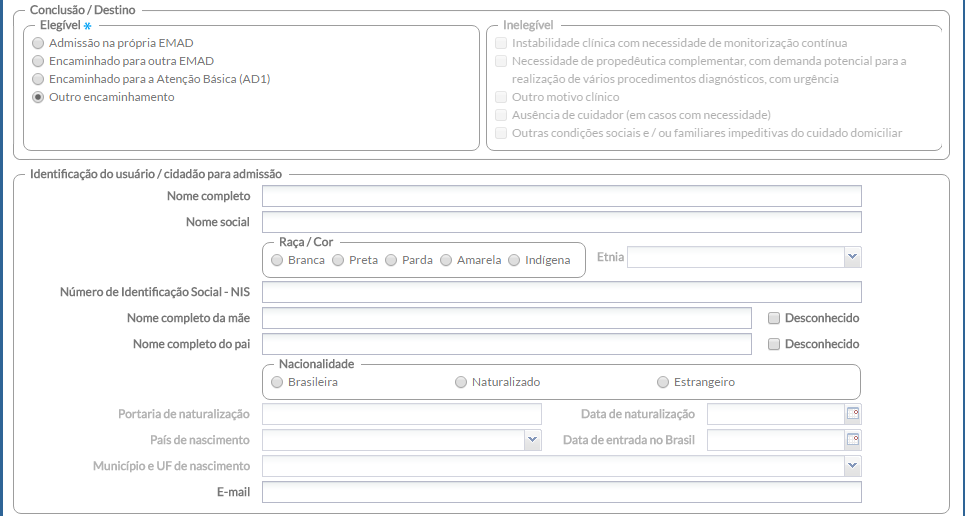 Conclusão / Destino
Elegível *
Admissão na própria EMAD
Encaminhado para outra EMAD
Encaminhado para a Atenção Básica (AD1)
Outro encaminhamento
Inelegível
Instabilidade clínica com necessidade de monitorização contínua
Necessidade de propedêutica complementar, com demanda potencial para a
realização de vários procedimentos diagnósticos, com urgência
Outro motivo clínico
Ausência de cuidador (em casos com necessidade)
Outras condições sociais e / ou familiares impeditivas do cuidado domiciliar
Identificação do usuário / cidadão para admissão
Nome completo
Nome social
Raça / Cor
Branca Preta Parda Amarela Indígena
Etnia
Número de Identificação Social - NIS
Nome completo da mãe Desconhecido
Nome completo do pai Desconhecido
Nacionalidade
Brasileira Naturalizado Estrangeiro
Portaria de naturalização Data de naturalização
País de nascimento Data de entrada no Brasil
Município e UF de nascimento
E-mail